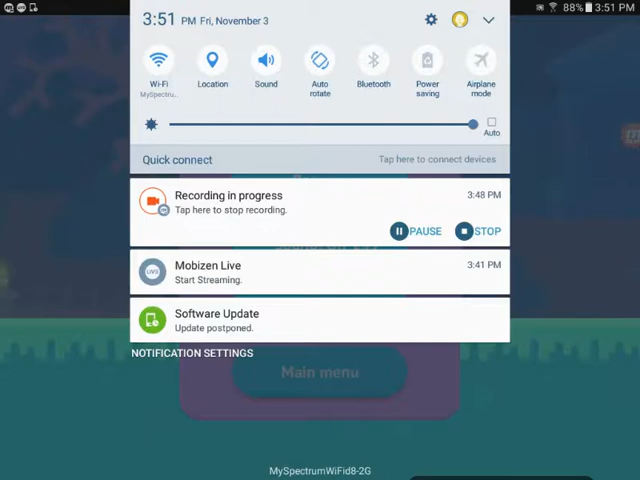 3:51 PM Fri, November 3
88% 3:51 PM
Wi-Fi
MySpectru...
Location
Sound
Auto
rotate
Bluetooth
Power
saving
Airplane
mode
Auto
Quick connect
Tap here to connect devices
Recording in progress
3:48 PM
Tap here to stop recording.
PAUSE
STOP
LIVE
Mobizen Live
3:41 PM
Start Streaming.
Software Update
Update postponed.
NOTIFICATION SETTINGS
Main menu
MySpectrumWiFid8-2G